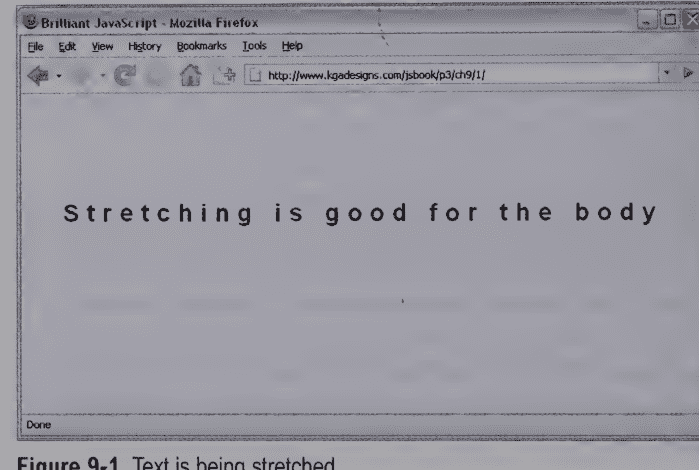 Brilliant JavaScript - Mozilla Firefox
File Edit View History Bookmarks Tools Help
http://www.kgadesigns.com/jsbook/p3/ch9/1/
Stretching is good for the body
Done
Figure 9-1 Text is being stretched